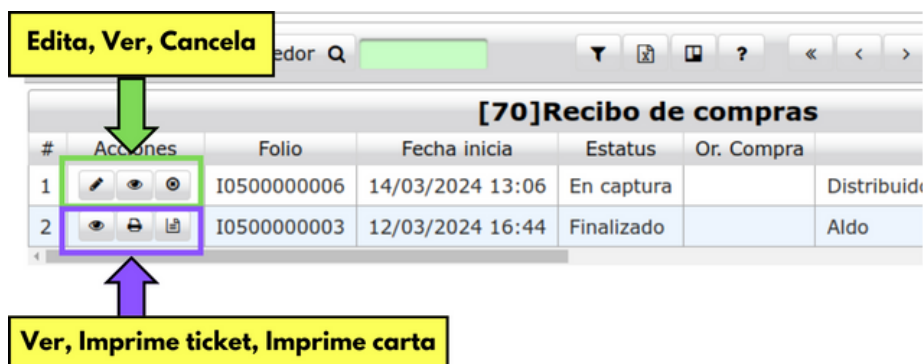 Edita, Ver, Cancela
edor
? « < >
[70]Recibo de compras
# Acciones Folio Fecha inicia Estatus Or. Compra
1 I0500000006 14/03/2024 13:06 En captura Distribuido
2 I0500000003 12/03/2024 16:44 Finalizado Aldo
Ver, Imprime ticket, Imprime carta